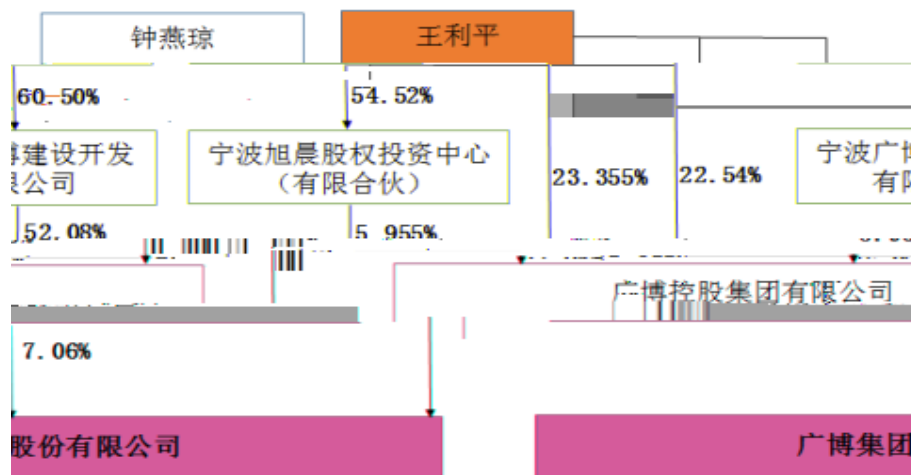 钟燕琼
王利平
60.50%
54.52%
博建设开发
限公司
宁波旭晨股权投资中心
（有限合伙）
23.355%
22.54%
宁波广博
有限
52.08%
5 955%
广博控股集团有限公司
7.06%
股份有限公司
广博集团